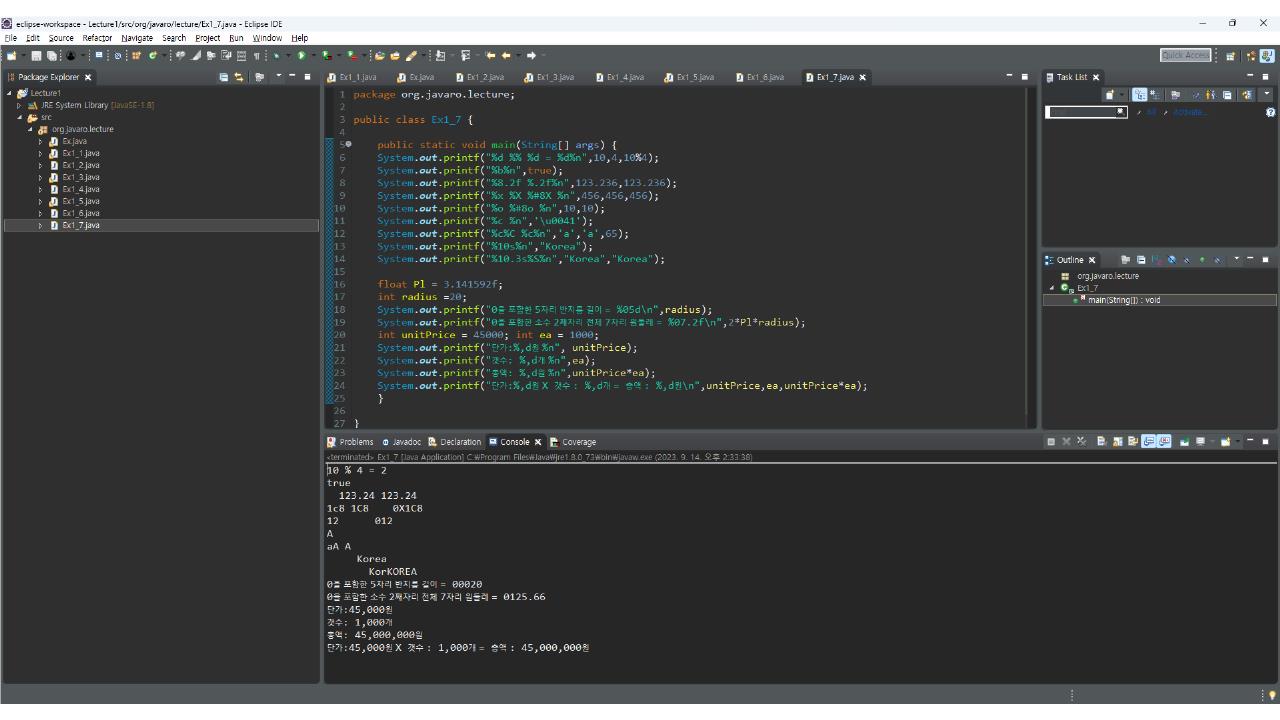 eclipse-workspace - Lecture1/src/org/javaro/lecture/Ex1_7.java - Eclipse IDE
File Edit Source Refactor Navigate Search Project Run Window Help
Quick Access
Package Explorer
Lecture1
JRE System Library [JavaSE-1.8]
src
org.javaro.lecture
Ex.java
Ex1_1.java
Ex1_2.java
Ex1_3.java
Ex1_4.java
Ex1_5.java
Ex1_6.java
Ex1_7.java
Ex1_1.java Ex.java Ex1_2.java Ex1_3.java Ex1_4.java Ex1_5.java Ex1_6.java Ex1_7.java
1 package org.javaro.lecture;
2
3 public class Ex1_7 {
4
5 public static void main(String[] args) {
6 System.out.printf("%d %% %d = %d%n",10,4,10%4);
7 System.out.printf("%b%n",true);
8 System.out.printf("%8.2f %.2f%n",123.236,123.236);
9 System.out.printf("%x %X %#8X %n",456,456,456);
10 System.out.printf("%o %#8o %n",10,10);
11 System.out.printf("%c %n",'\u0041');
12 System.out.printf("%c%C %c%n",'a','a',65);
13 System.out.printf("%10s%n","Korea");
14 System.out.printf("%10.3s%S%n","Korea","Korea");
15
16 float Pl = 3.141592f;
17 int radius =20;
18 System.out.printf("0을 포함한 5자리 반지름 길이 = %05d\n",radius);
19 System.out.printf("0을 포함한 소수 2째자리 전체 7자리 원둘레 = %07.2f\n",2*Pl*radius);
20 int unitPrice = 45000; int ea = 1000;
21 System.out.printf("단가:%,d원 %n", unitPrice);
22 System.out.printf("갯수: %,d개 %n",ea);
23 System.out.printf("총액: %,d원 %n",unitPrice*ea);
24 System.out.printf("단가:%,d원 X 갯수 : %,d개 = 총액 : %,d원\n",unitPrice,ea,unitPrice*ea);
25 }
26
27 }
Task List
All Activate...
Outline
org.javaro.lecture
Ex1_7
main(String[]) : void
Problems Javadoc Declaration Console Coverage
<terminated> Ex1_7 [Java Application] C:₩Program Files₩Java₩jre1.8.0_73₩bin₩javaw.exe (2023. 9. 14. 오후 2:33:38)
10 % 4 = 2
true
123.24 123.24
1c8 1C8 0X1C8
12 012
A
aA A
Korea
KorKOREA
0을 포함한 5자리 반지름 길이 = 00020
0을 포함한 소수 2째자리 전체 7자리 원둘레 = 0125.66
단가:45,000원
갯수: 1,000개
총액: 45,000,000원
단가:45,000원 X 갯수 : 1,000개 = 총액 : 45,000,000원